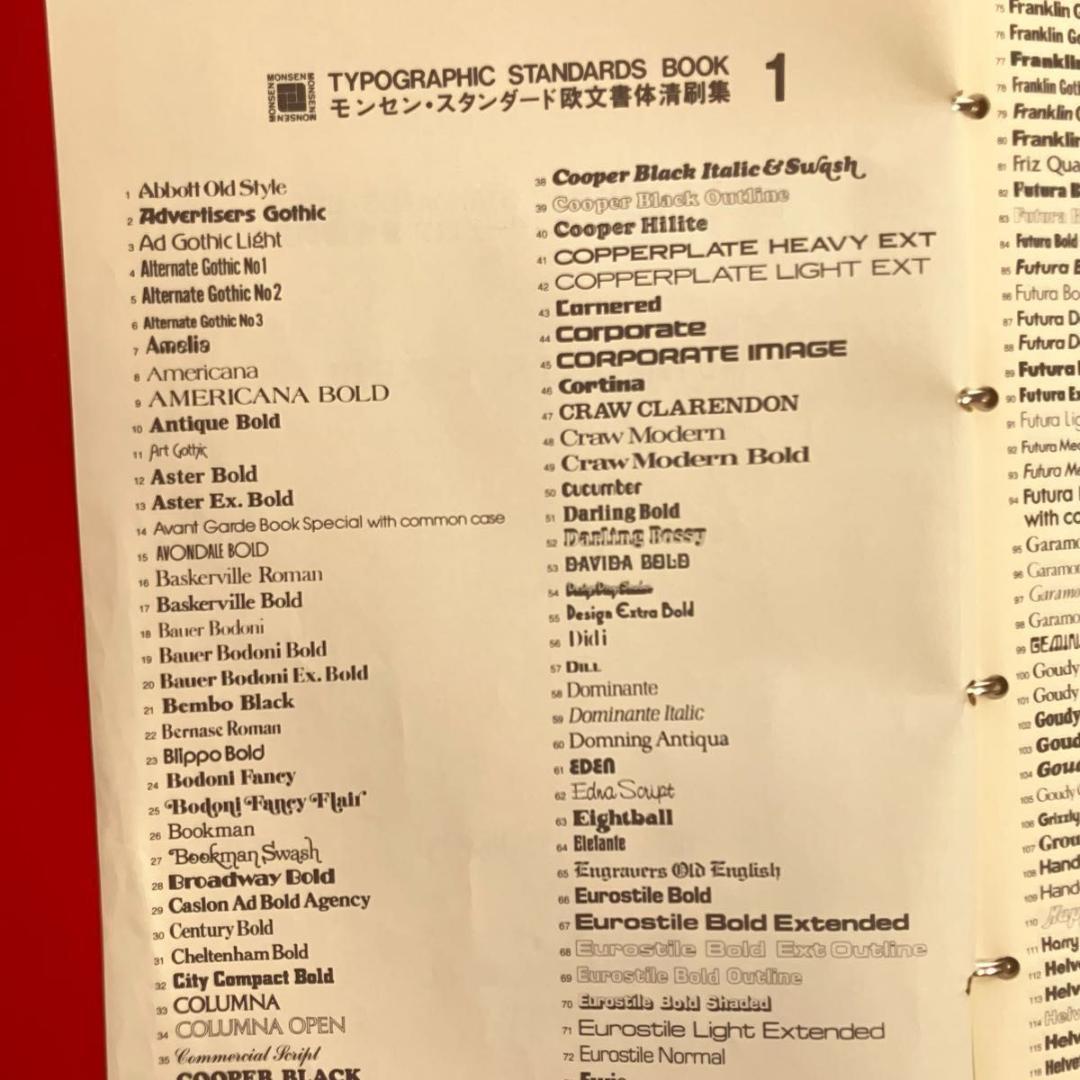 MONSEN
MONSEN
MONSEN
MONSEN
TYPOGRAPHIC STANDARDS BOOK 1
モンセン・スタンダード欧文書体清刷集
1 Abbott Old Style
2 Advertisers Gothic
3 Ad Gothic Light
4 Alternate Gothic No1
5 Alternate Gothic No2
6 Alternate Gothic No3
7 Amelia
8 Americana
9 AMERICANA BOLD
10 Antique Bold
11 Art Gothic
12 Aster Bold
13 Aster Ex. Bold
14 Avant Garde Book Special with common case
15 AVONDALE BOLD
16 Baskerville Roman
17 Baskerville Bold
18 Bauer Bodoni
19 Bauer Bodoni Bold
20 Bauer Bodoni Ex. Bold
21 Bembo Black
22 Bernase Roman
23 Blippo Bold
24 Bodoni Fancy
25 Bodoni Fancy Flair
26 Bookman
27 Bookman Swash
28 Broadway Bold
29 Caslon Ad Bold Agency
30 Century Bold
31 Cheltenham Bold
32 City Compact Bold
33 COLUMNA
34 COLUMNA OPEN
35 Commercial Script
COOPER BLACK
38 Cooper Black Italic & Swash
39 Cooper Black Outline
40 Cooper Hilite
41 COPPERPLATE HEAVY EXT
42 COPPERPLATE LIGHT EXT
43 Cornered
44 Corporate
45 CORPORATE IMAGE
46 Cortina
47 CRAW CLARENDON
48 Craw Modern
49 Craw Modern Bold
50 Cucumber
51 Darling Bold
52 Darling Bossy
53 DAVIDA BOLD
54
55 Design Extra Bold
56 Didi
57 DILL
58 Dominante
59 Dominante Italic
60 Domning Antiqua
61 EDEN
62 Edna Script
63 Eightball
64 Elefante
65 Engravers Old English
66 Eurostile Bold
67 Eurostile Bold Extended
68 Eurostile Bold Ext Outline
69 Eurostile Bold Outline
70 Eurostile Bold Shaded
71 Eurostile Light Extended
72 Eurostile Normal
75 Franklin G
76 Franklin Go
77 Franklin
78 Franklin Goth
79 Franklin G
80 Franklin
81 Friz Qua
82 Futura B
83 Futura B
84 Futura Bold
85 Futura E
86 Futura Bo
87 Futura D
88 Futura D
89 Futura
90 Futura Ex
91 Futura Lig
92 Futura Med
93 Futura Me
94 Futura
with co
95 Garamo
96 Garamon
97 Garamo
98 Garamo
99 GEMIN
100 Goudy
101 Goudy
102 Goudy
103 Goud
104 Gou
105 Goudy
106 Grizzly
107 Grou
108 Hand
109 Hand
110
111 Harry
112 Helve
113 Helv
114 Helv
115 Helv
116 Helve